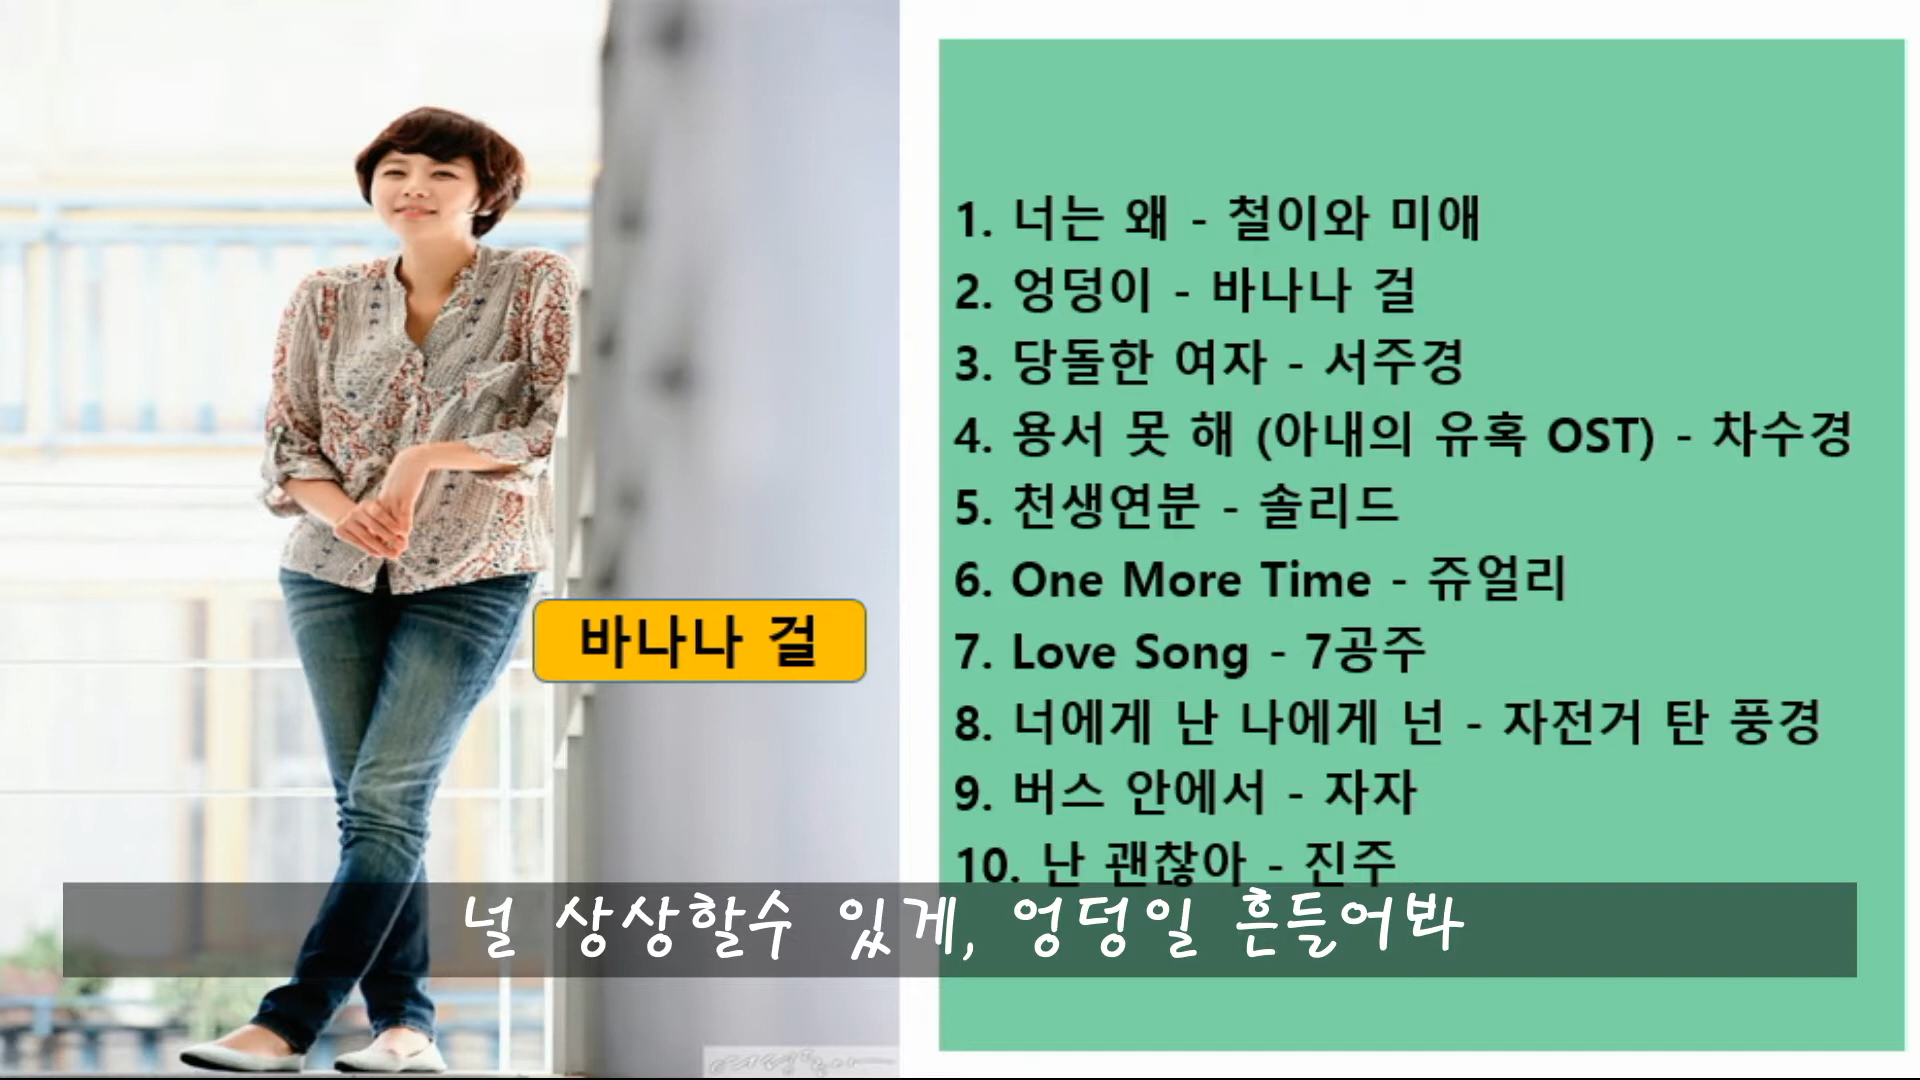 바나나 걸
1. 너는 왜 - 철이와 미애
2. 엉덩이 - 바나나 걸
3. 당돌한 여자 - 서주경
4. 용서 못 해 (아내의 유혹 OST) - 차수경
5. 천생연분 - 솔리드
6. One More Time - 쥬얼리
7. Love Song - 7공주
8. 너에게 난 나에게 넌 - 자전거 탄 풍경
9. 버스 안에서 - 자자
10. 난 괜찮아 - 진주
널 상상할수 있게, 엉덩일 흔들어봐